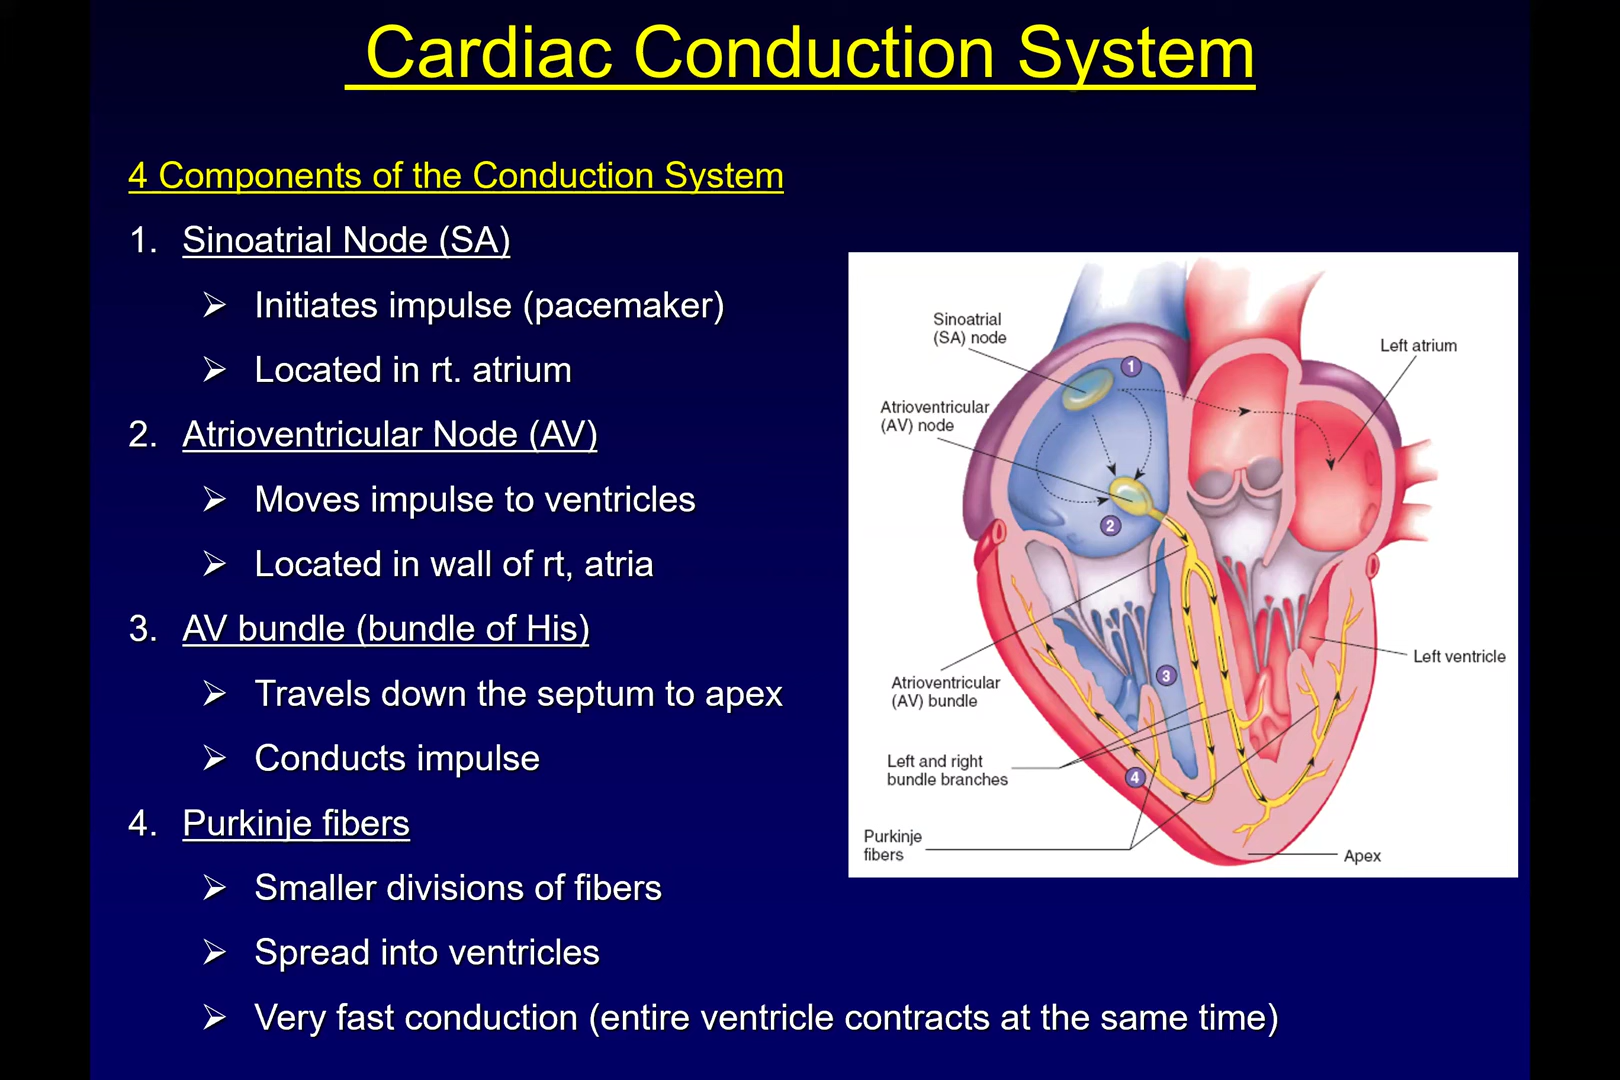 Cardiac Conduction System
4 Components of the Conduction System
1. Sinoatrial Node (SA)
➢ Initiates impulse (pacemaker)
➢ Located in rt. atrium
2. Atrioventricular Node (AV)
➢ Moves impulse to ventricles
➢ Located in wall of rt, atria
3. AV bundle (bundle of His)
➢ Travels down the septum to apex
➢ Conducts impulse
4. Purkinje fibers
➢ Smaller divisions of fibers
➢ Spread into ventricles
➢ Very fast conduction (entire ventricle contracts at the same time)
Sinoatrial
(SA) node
Left atrium
1
Atrioventricular
(AV) node
2
Left ventricle
3
Atrioventricular
(AV) bundle
Left and right
bundle branches
4
Purkinje
fibers
Apex